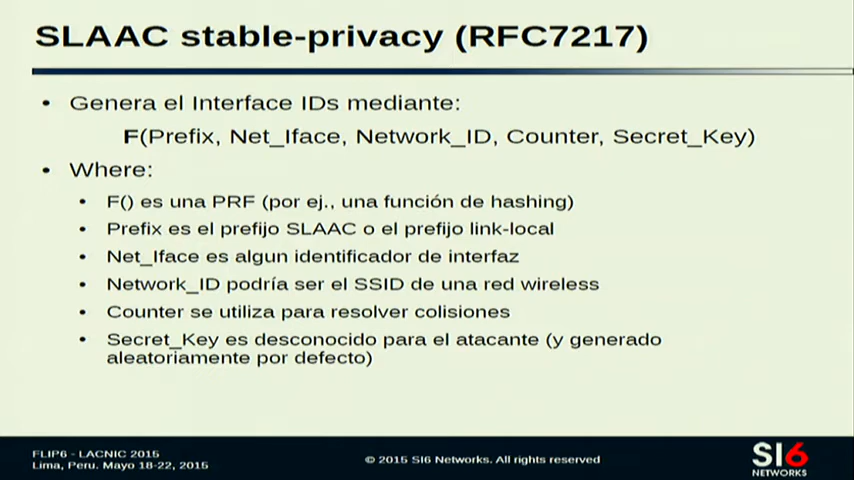 SLAAC stable-privacy (RFC7217)
• Genera el Interface IDs mediante:
F(Prefix, Net_Iface, Network_ID, Counter, Secret_Key)
• Where:
• F() es una PRF (por ej., una función de hashing)
• Prefix es el prefijo SLAAC o el prefijo link-local
• Net_Iface es algun identificador de interfaz
• Network_ID podría ser el SSID de una red wireless
• Counter se utiliza para resolver colisiones
• Secret_Key es desconocido para el atacante (y generado
aleatoriamente por defecto)
FLIP6 - LACNIC 2015
Lima, Peru. Mayo 18-22, 2015
© 2015 SI6 Networks. All rights reserved
SI6
NETWORKS